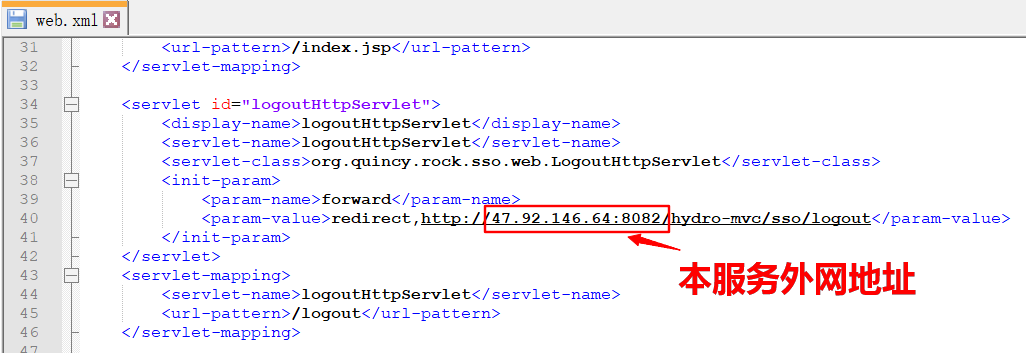 web.xml
31 <url-pattern>/index.jsp</url-pattern>
32 </servlet-mapping>
33
34 <servlet id="logoutHttpServlet">
35 <display-name>logoutHttpServlet</display-name>
36 <servlet-name>logoutHttpServlet</servlet-name>
37 <servlet-class>org.quincy.rock.sso.web.LogoutHttpServlet</servlet-class>
38 <init-param>
39 <param-name>forward</param-name>
40 <param-value>redirect,http://47.92.146.64:8082/hydro-mvc/sso/logout</param-value>
41 </init-param>
42 </servlet>
43 <servlet-mapping>
44 <servlet-name>logoutHttpServlet</servlet-name>
45 <url-pattern>/logout</url-pattern>
46 </servlet-mapping>
47
本服务外网地址